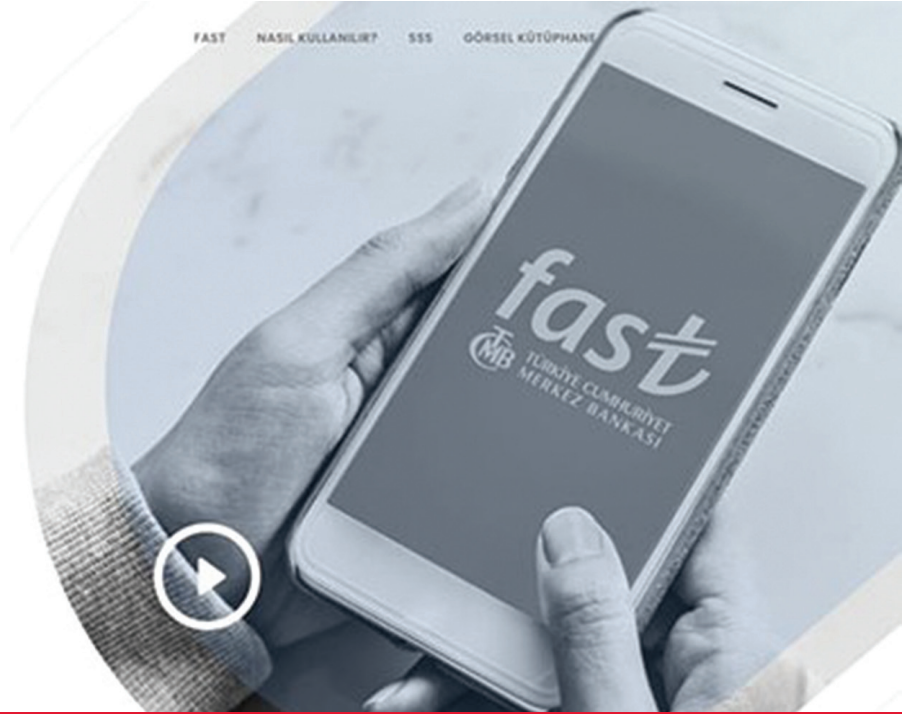 FAST NASIL KULLANILIR? SSS GÖRSEL KÜTÜPHANE
fast
TCMB
TÜRKİYE CUMHURİYET
MERKEZ BANKASI